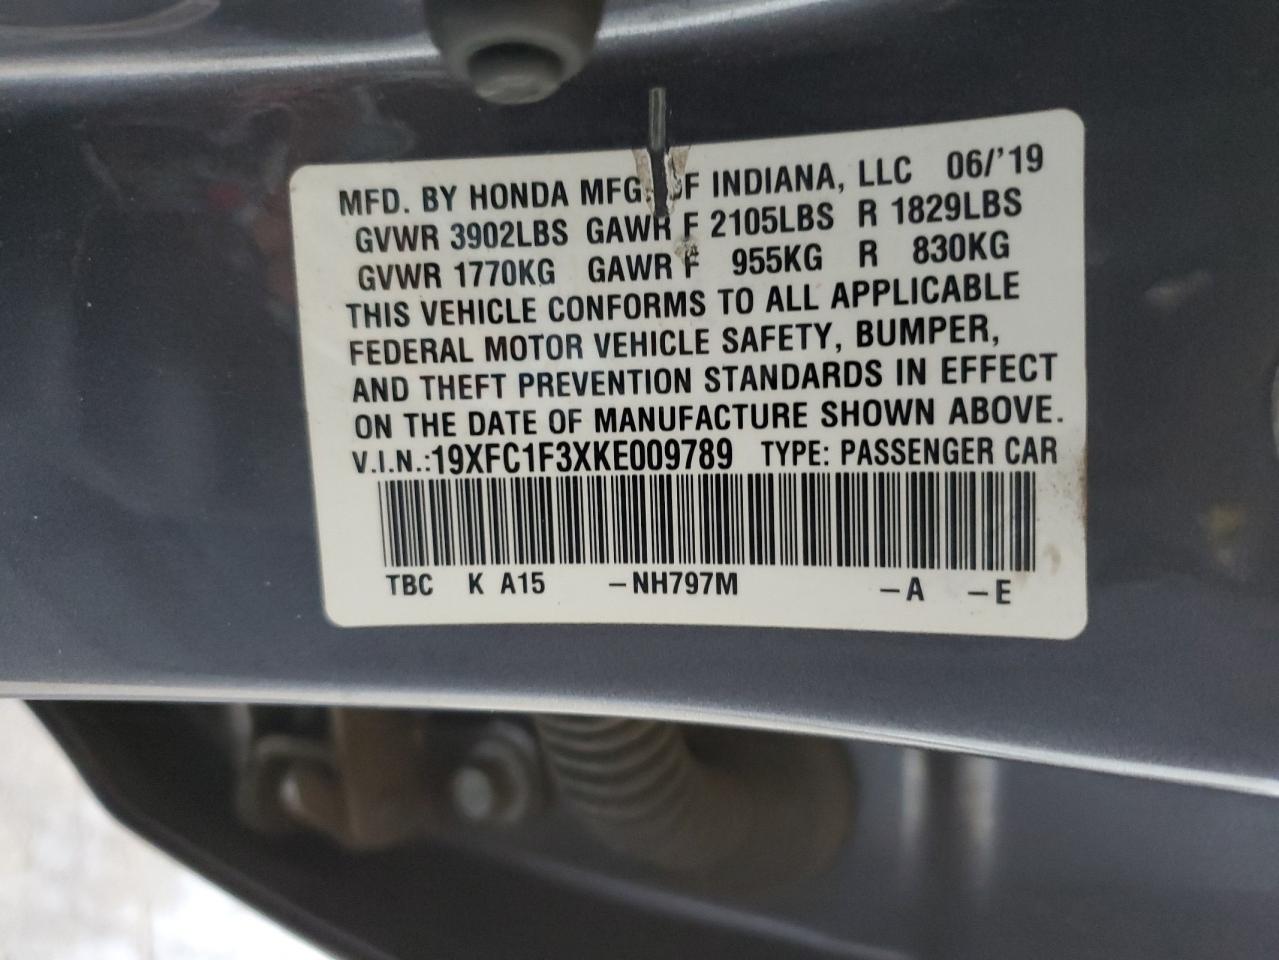 MFD. BY HONDA MFG. OF INDIANA, LLC 06/'19
GVWR 3902LBS GAWR F 2105LBS R 1829LBS
GVWR 1770KG GAWR F 955KG R 830KG
THIS VEHICLE CONFORMS TO ALL APPLICABLE
FEDERAL MOTOR VEHICLE SAFETY, BUMPER,
AND THEFT PREVENTION STANDARDS IN EFFECT
ON THE DATE OF MANUFACTURE SHOWN ABOVE.
V.I.N.:19XFC1F3XKE009789 TYPE: PASSENGER CAR
TBC K A15 -NH797M -A -E